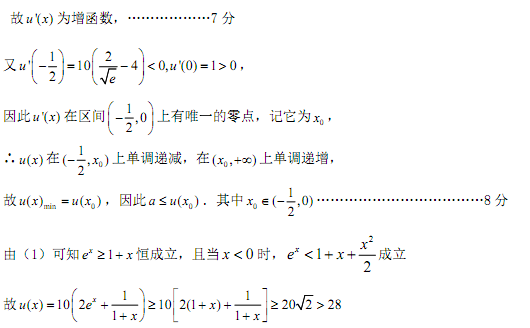 故 u'(x) 为增函数，………………7 分
又 u'(-1/2) = 10(2/√e - 4) < 0, u'(0) = 1 > 0，
因此 u'(x) 在区间 (-1/2, 0) 上有唯一的零点，记它为 x₀，
∴ u(x) 在 (-1/2, x₀) 上单调递减，在 (x₀, +∞) 上单调递增，
故 u(x)min = u(x₀)，因此 a ≤ u(x₀)．其中 x₀ ∈ (-1/2, 0) ………………………………8 分
由（1）可知 eˣ ≥ 1 + x 恒成立，且当 x < 0 时，eˣ < 1 + x + x²/2 成立
故 u(x) = 10(2eˣ + 1/(1+x)) ≥ 10[2(1+x) + 1/(1+x)] ≥ 20√2 > 28